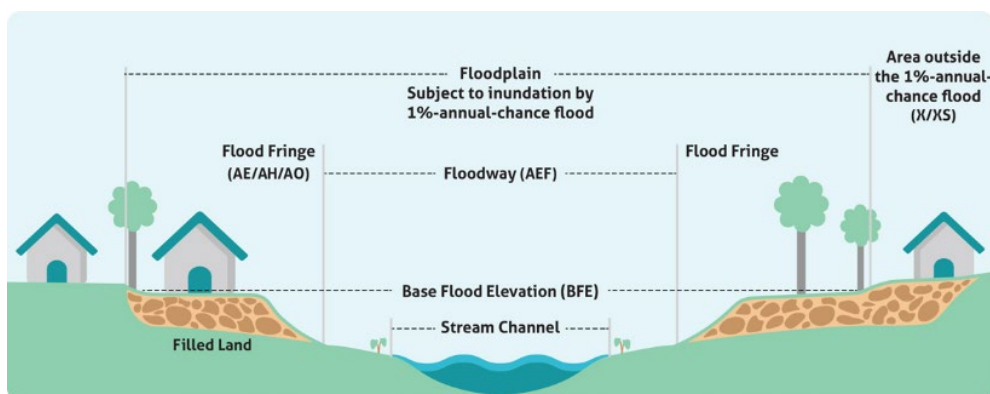 Floodplain
Subject to inundation by
1%-annual-chance flood
Area outside
the 1%-annual-
chance flood
(X/XS)
Flood Fringe
(AE/AH/AO)
Floodway (AEF)
Flood Fringe
Base Flood Elevation (BFE)
Stream Channel
Filled Land